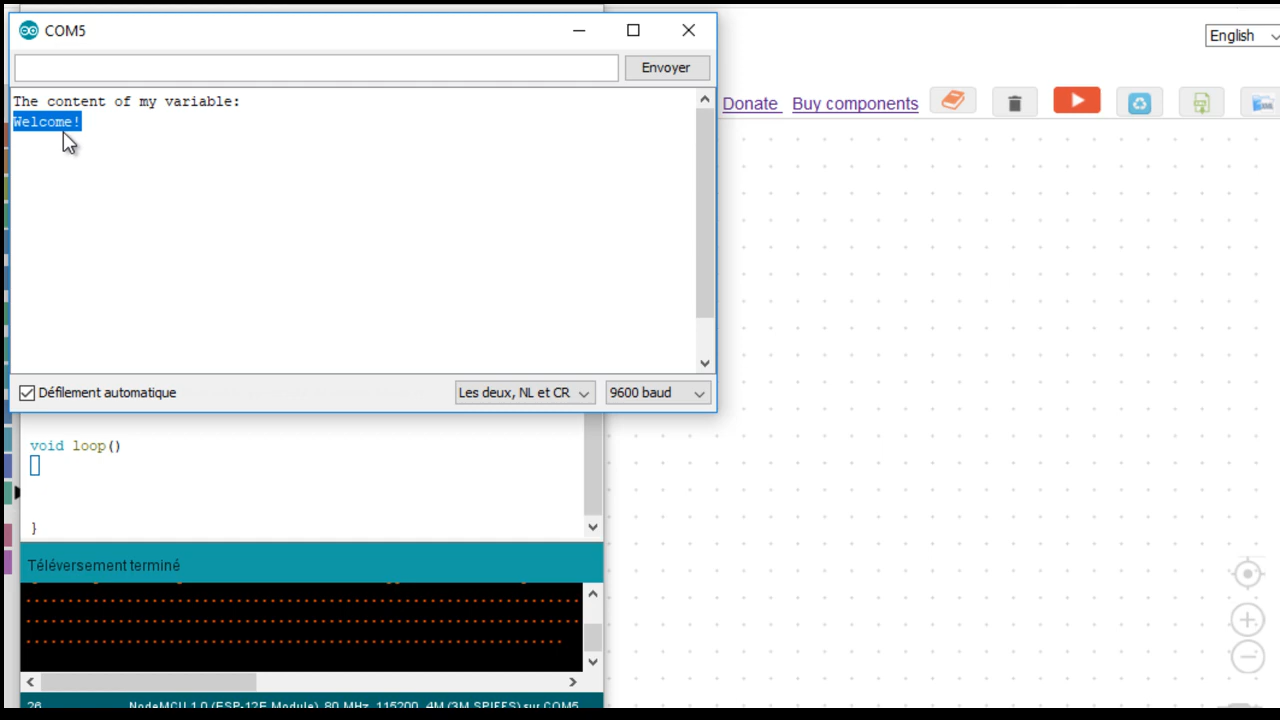 COM5
English
Envoyer
The content of my variable:
Welcome!
Donate Buy components
Défilement automatique
Les deux, NL et CR
9600 baud
void loop()
}
Téléversement terminé
26
NodeMCU 1.0 (ESP-12E Module), 80 MHz, 115200, 4M (3M SPIFFS) sur COM5